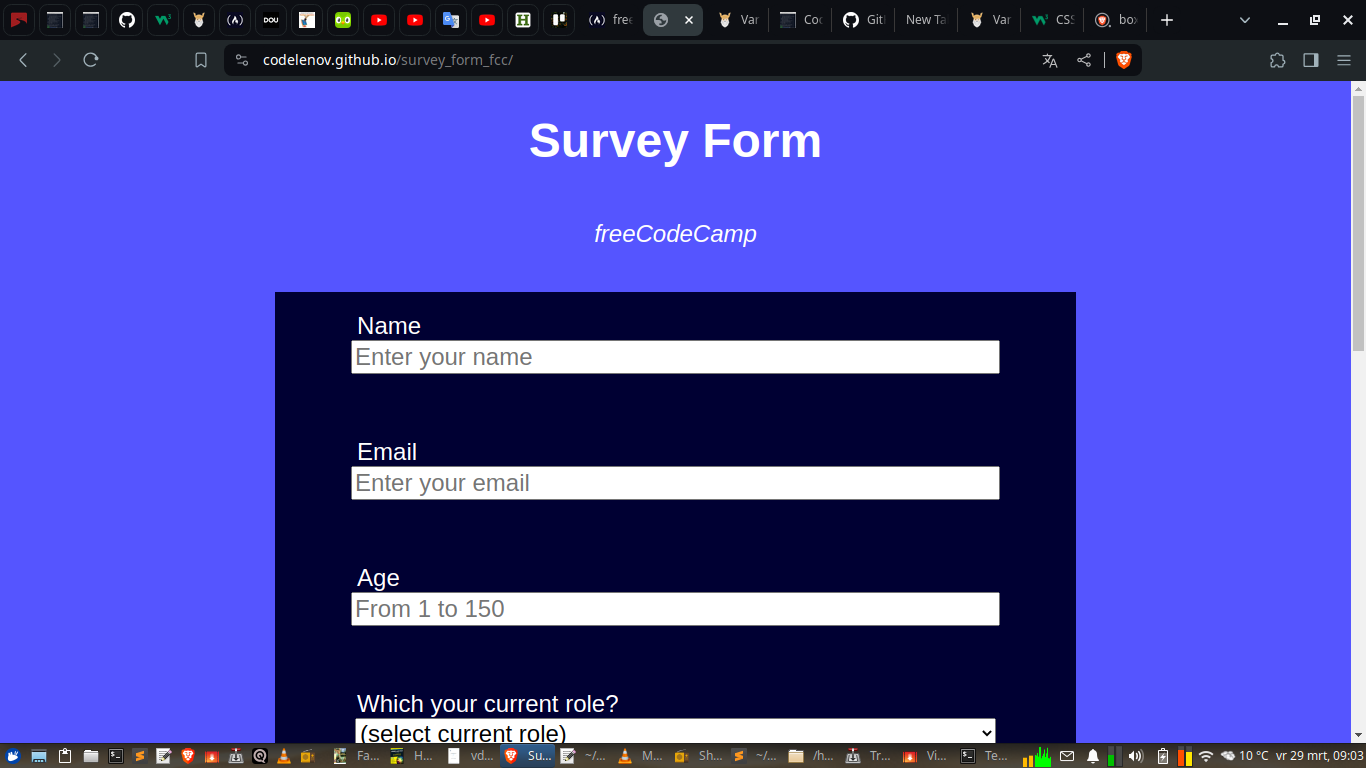 DOU
free
Var
Coc
Git
New Ta
Var
CSS
box
codelenov.github.io/survey_form_fcc/
Survey Form
freeCodeCamp
Name
Enter your name
Email
Enter your email
Age
From 1 to 150
Which your current role?
(select current role)
Fa...
H...
vd...
Su...
~/...
M...
Sh...
~/...
/h...
Tr...
Vi...
Te...
10 °C
vr 29 mrt, 09:03